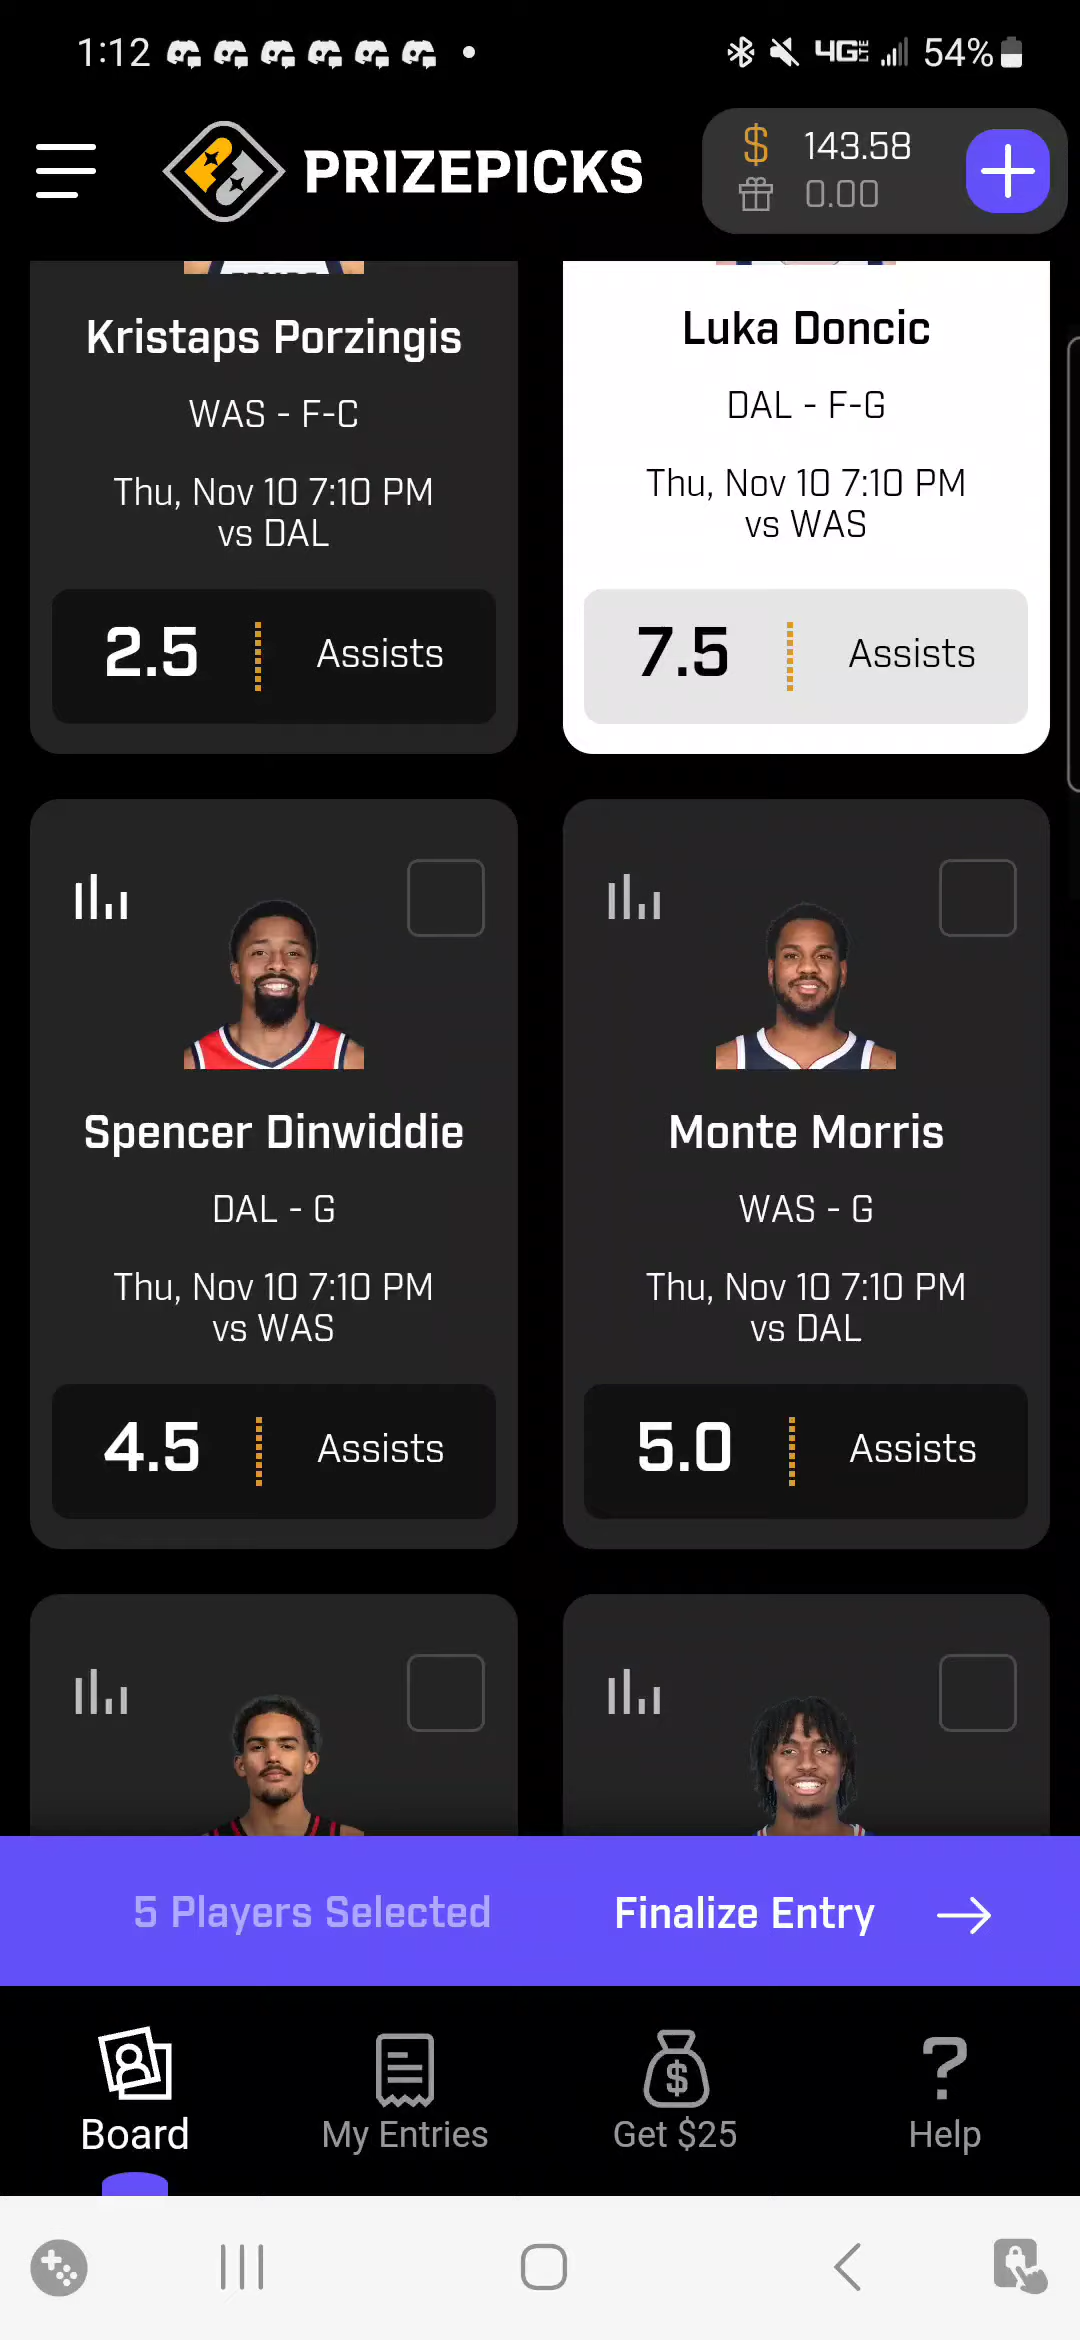 1:12
4G LTE 54%
PRIZEPICKS
143.58
0.00
Kristaps Porzingis
WAS - F-C
Thu, Nov 10 7:10 PM
vs DAL
2.5 Assists
Luka Doncic
DAL - F-G
Thu, Nov 10 7:10 PM
vs WAS
7.5 Assists
Spencer Dinwiddie
DAL - G
Thu, Nov 10 7:10 PM
vs WAS
4.5 Assists
Monte Morris
WAS - G
Thu, Nov 10 7:10 PM
vs DAL
5.0 Assists
5 Players Selected
Finalize Entry
Board
My Entries
Get $25
Help